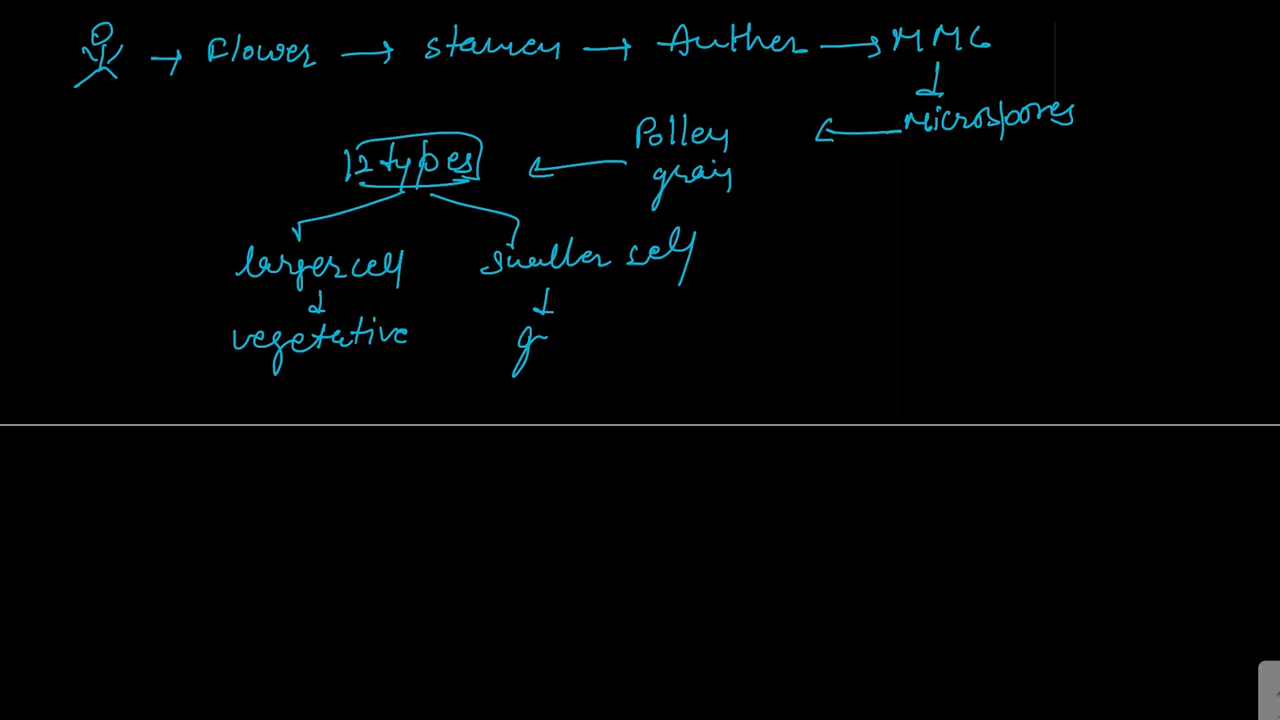 → Flower → Stamen → Anther → MMC
microspores
Pollen
grain
2 types
larger cell smaller cell
vegetative g